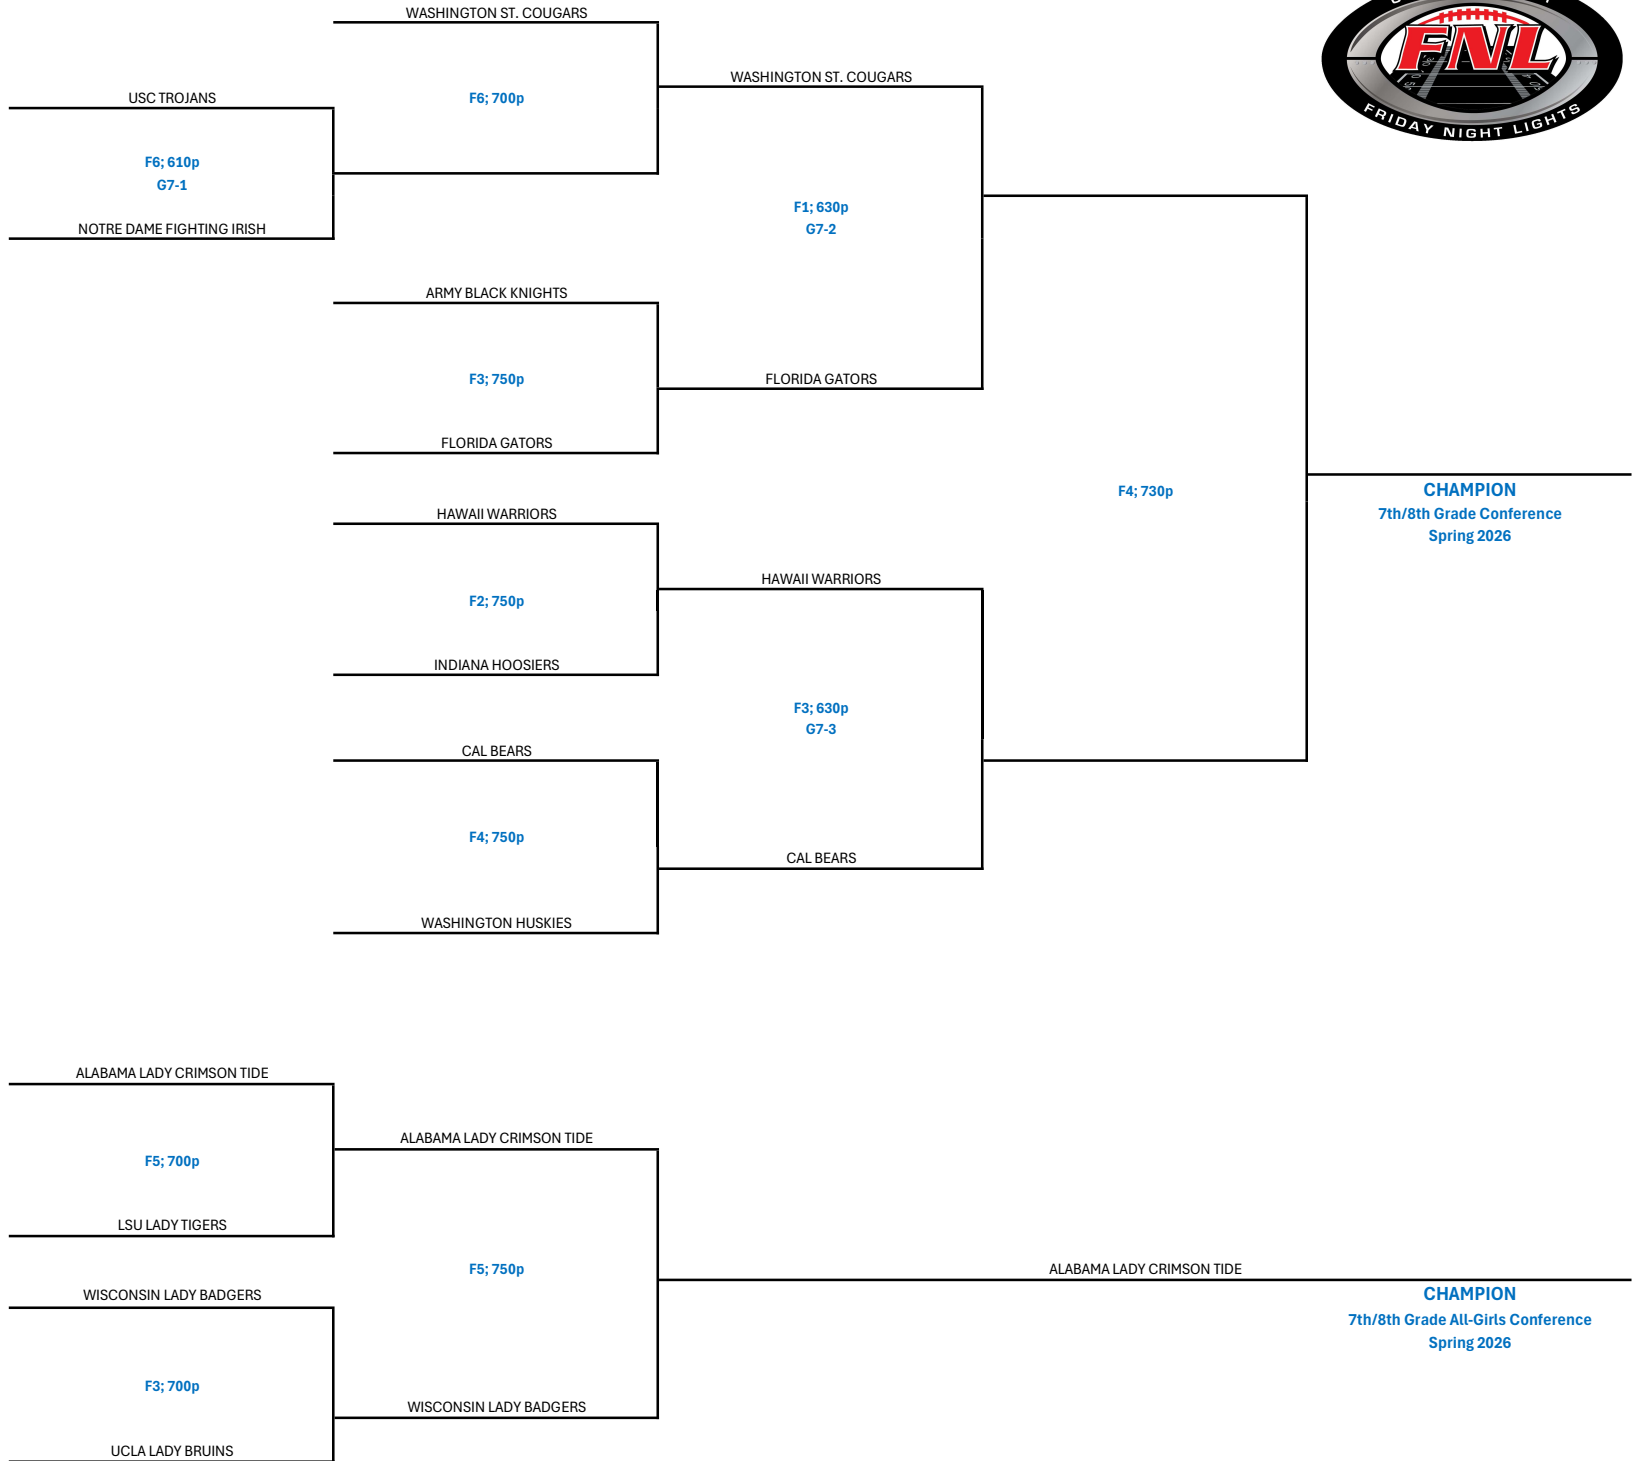 WASHINGTON ST. COUGARS
FNL
FRIDAY NIGHT LIGHTS
WASHINGTON ST. COUGARS
USC TROJANS
F6; 700p
F6; 610p
G7-1
F1; 630p
G7-2
NOTRE DAME FIGHTING IRISH
ARMY BLACK KNIGHTS
F3; 750p
FLORIDA GATORS
FLORIDA GATORS
F4; 730p
CHAMPION
7th/8th Grade Conference
Spring 2026
HAWAII WARRIORS
HAWAII WARRIORS
F2; 750p
INDIANA HOOSIERS
F3; 630p
G7-3
CAL BEARS
F4; 750p
CAL BEARS
WASHINGTON HUSKIES
ALABAMA LADY CRIMSON TIDE
ALABAMA LADY CRIMSON TIDE
F5; 700p
LSU LADY TIGERS
F5; 750p
ALABAMA LADY CRIMSON TIDE
WISCONSIN LADY BADGERS
CHAMPION
7th/8th Grade All-Girls Conference
Spring 2026
F3; 700p
WISCONSIN LADY BADGERS
UCLA LADY BRUINS